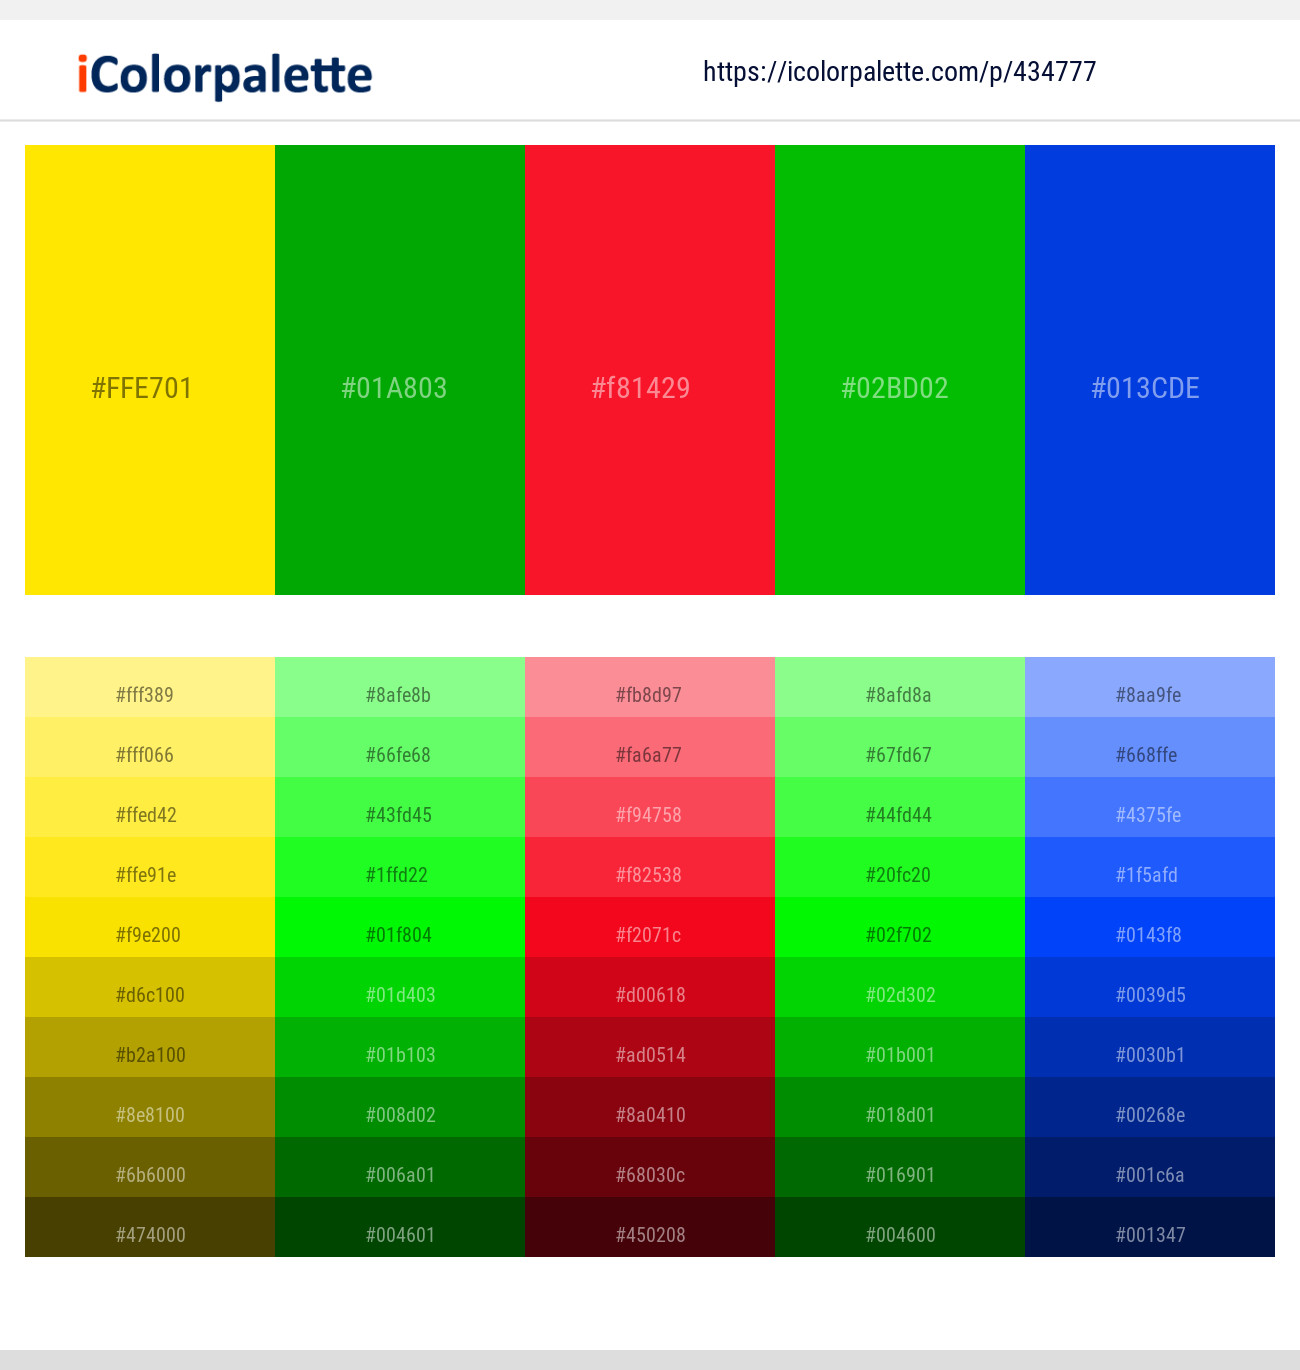 iColorpalette https://icolorpalette.com/p/434777
#FFE701 #01A803 #f81429 #02BD02 #013CDE
#fff389 #8afe8b #fb8d97 #8afd8a #8aa9fe
#fff066 #66fe68 #fa6a77 #67fd67 #668ffe
#ffed42 #43fd45 #f94758 #44fd44 #4375fe
#ffe91e #1ffd22 #f82538 #20fc20 #1f5afd
#f9e200 #01f804 #f2071c #02f702 #0143f8
#d6c100 #01d403 #d00618 #02d302 #0039d5
#b2a100 #01b103 #ad0514 #01b001 #0030b1
#8e8100 #008d02 #8a0410 #018d01 #00268e
#6b6000 #006a01 #68030c #016901 #001c6a
#474000 #004601 #450208 #004600 #001347